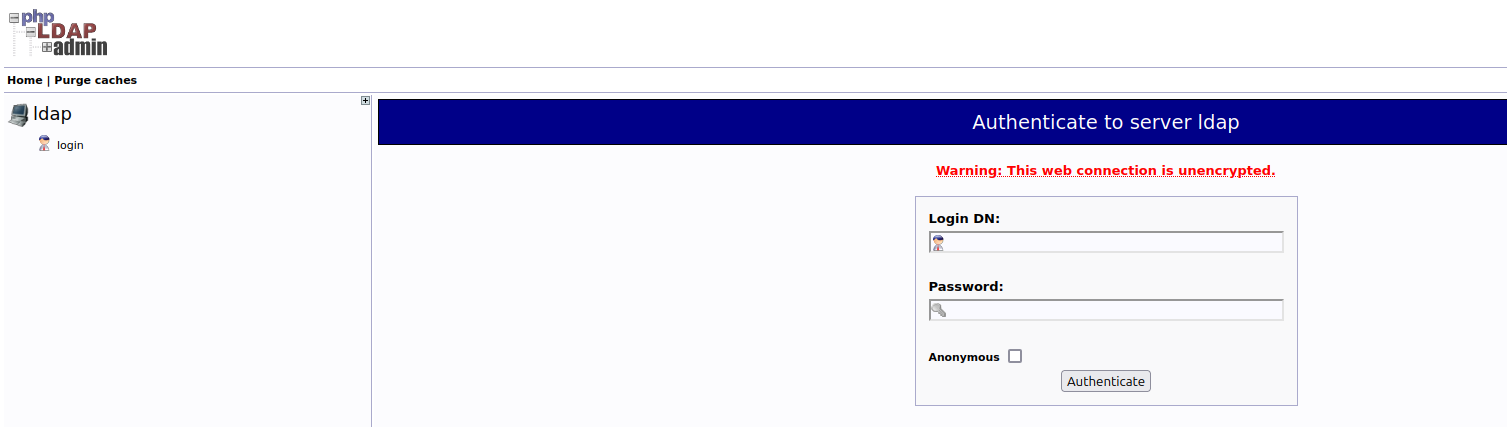 php
LDAP
admin
Home | Purge caches
ldap
login
Authenticate to server ldap
Warning: This web connection is unencrypted.
Login DN:
Password:
Anonymous
Authenticate